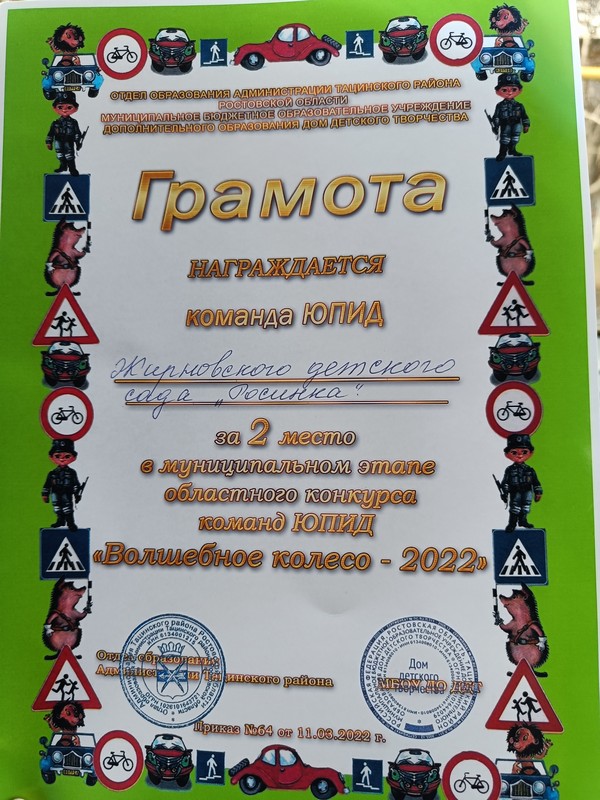 ОТДЕЛ ОБРАЗОВАНИЯ АДМИНИСТРАЦИИ ТАЦИНСКОГО РАЙОНА
РОСТОВСКОЙ ОБЛАСТИ
МУНИЦИПАЛЬНОЕ БЮДЖЕТНОЕ ОБРАЗОВАТЕЛЬНОЕ УЧРЕЖДЕНИЕ
ДОПОЛНИТЕЛЬНОГО ОБРАЗОВАНИЯ ДОМ ДЕТСКОГО ТВОРЧЕСТВА
Грамота
НАГРАЖДАЕТСЯ
команда ЮПИД
Жирновского детского
сада „Росинка".
за 2 место
в муниципальном этапе
областного конкурса
команд ЮПИД
«Волшебное колесо - 2022»
Отдел образования
Администрации Тацинского района
Дом
детского
творчества
МБОУ ДО ДДТ
Приказ №64 от 11.03.2022 г.